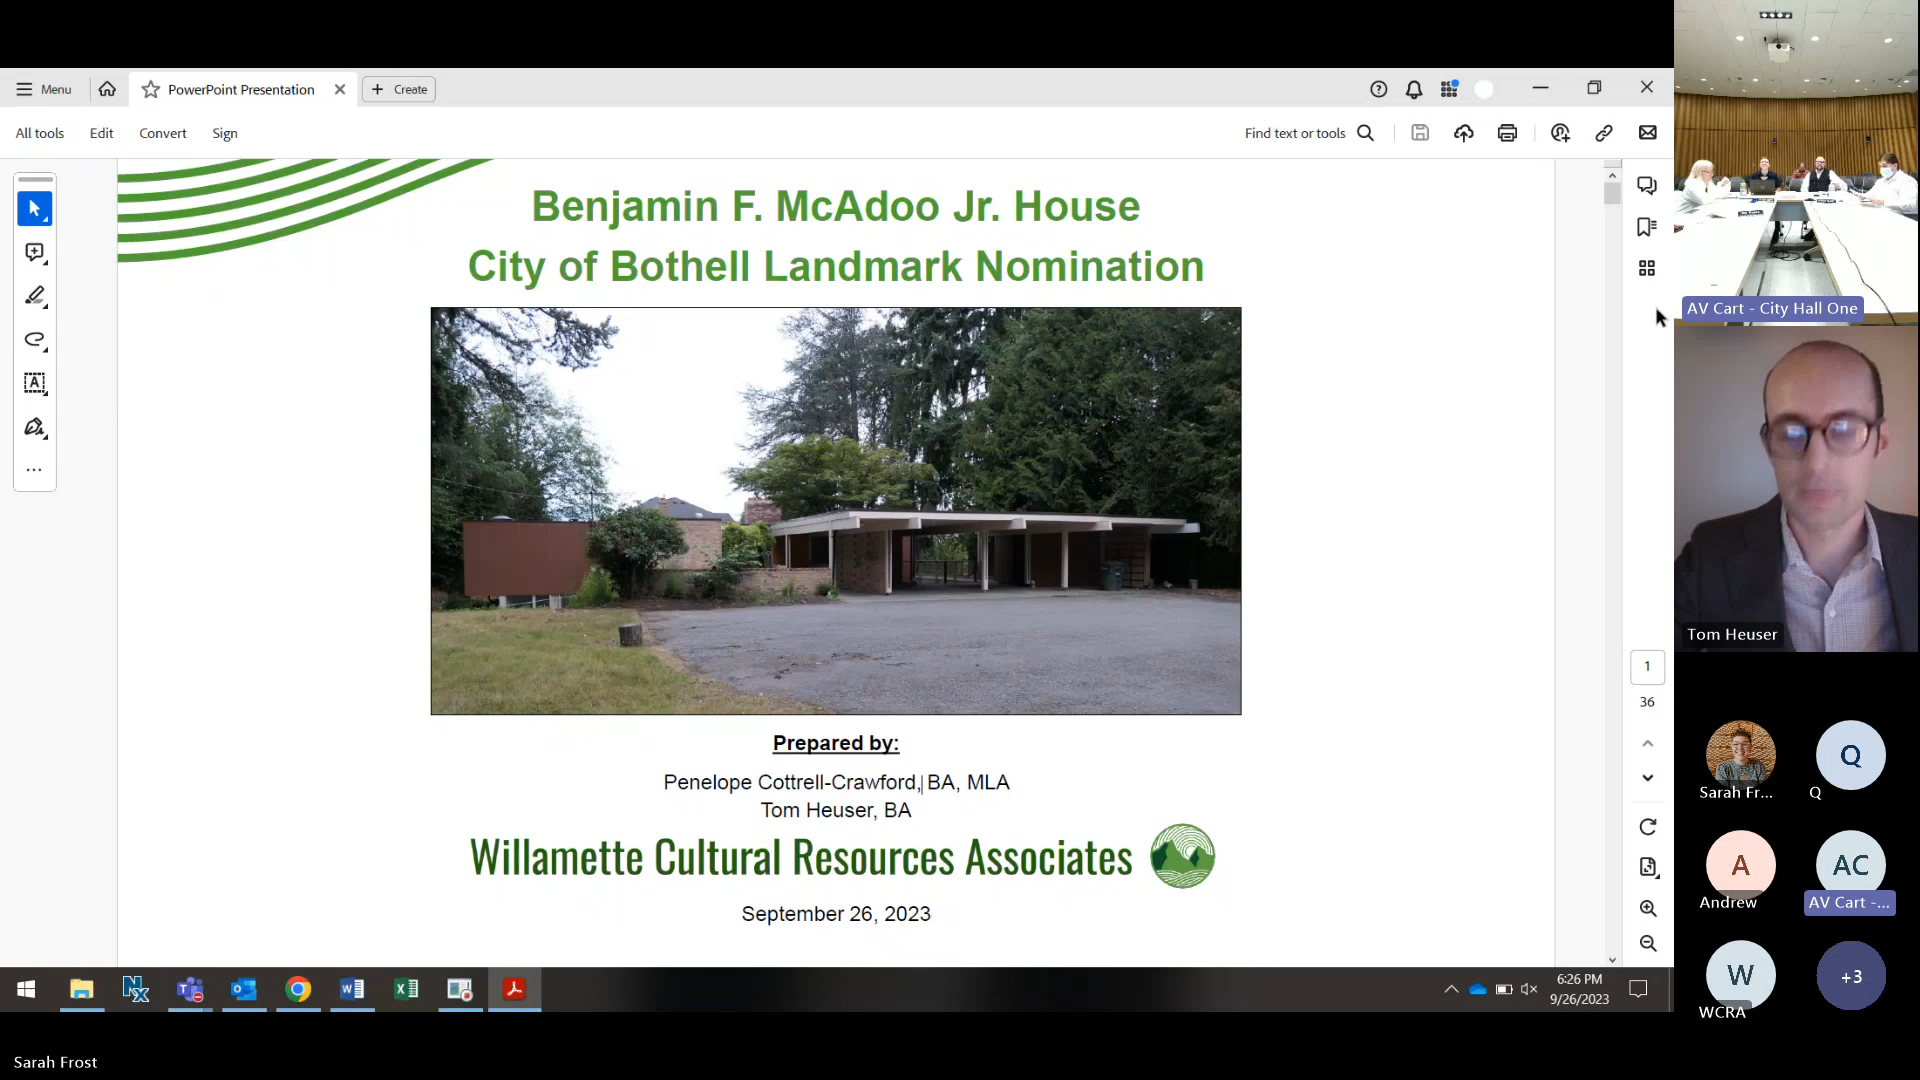 Menu
PowerPoint Presentation
Create
All tools
Edit
Convert
Sign
Find text or tools
Benjamin F. McAdoo Jr. House
City of Bothell Landmark Nomination
Prepared by:
Penelope Cottrell-Crawford, BA, MLA
Tom Heuser, BA
Willamette Cultural Resources Associates
September 26, 2023
1
36
6:26 PM
9/26/2023
AV Cart - City Hall One
Tom Heuser
Sarah Fr...
Q
Q
A
Andrew
AC
AV Cart -...
W
WCRA
+3
Sarah Frost